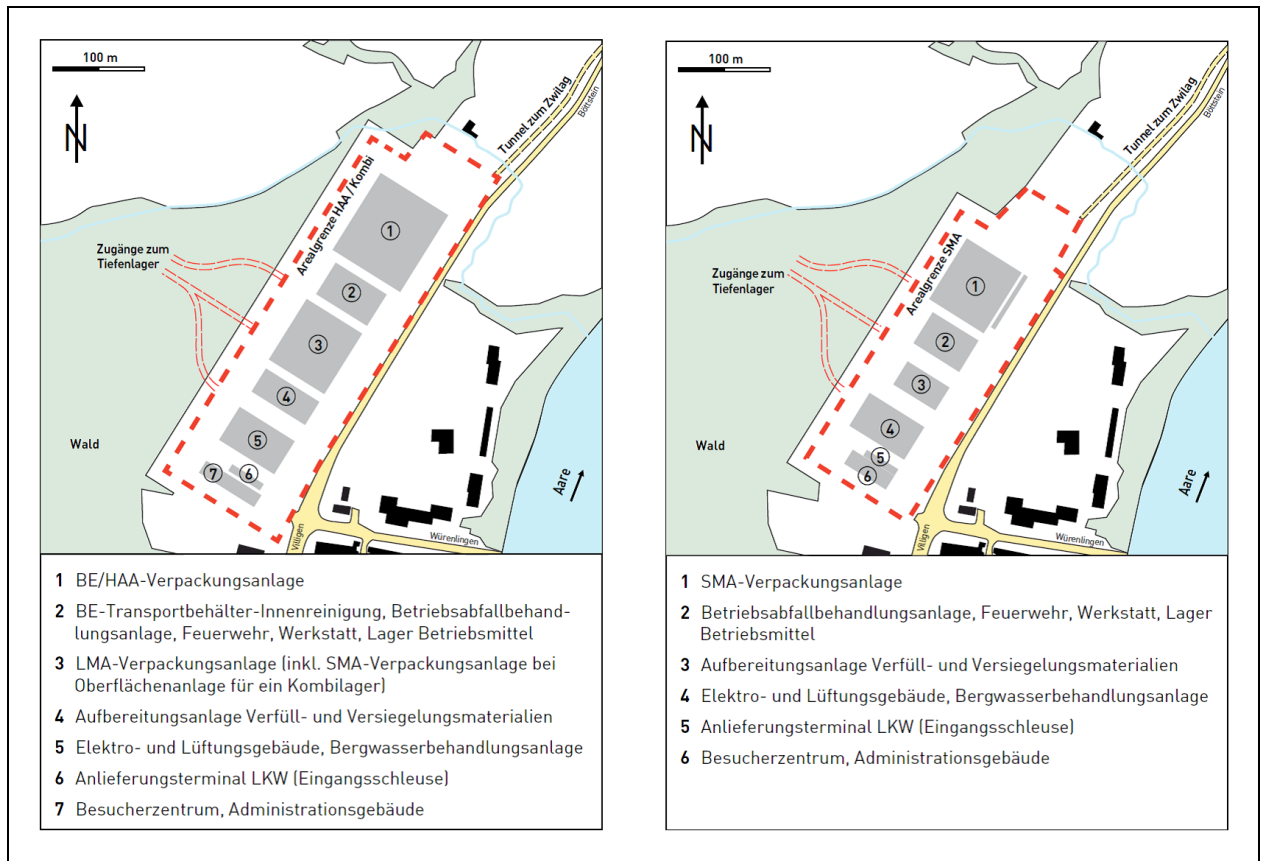 100 m
N
Tunnel zum Zwilag
Böttstein
Arealgrenze HAA / Kombi
Zugänge zum
Tiefenlager
1
2
3
4
5
6
7
Wald
Aare
Villigen
Würenlingen
1 BE/HAA-Verpackungsanlage
2 BE-Transportbehälter-Innenreinigung, Betriebsabfallbehand-
lungsanlage, Feuerwehr, Werkstatt, Lager Betriebsmittel
3 LMA-Verpackungsanlage (inkl. SMA-Verpackungsanlage bei
Oberflächenanlage für ein Kombilager)
4 Aufbereitungsanlage Verfüll- und Versiegelungsmaterialien
5 Elektro- und Lüftungsgebäude, Bergwasserbehandlungsanlage
6 Anlieferungsterminal LKW (Eingangsschleuse)
7 Besucherzentrum, Administrationsgebäude
100 m
N
Tunnel zum Zwilag
Böttstein
Arealgrenze SMA
Zugänge zum
Tiefenlager
1
2
3
4
5
6
Wald
Aare
Villigen
Würenlingen
1 SMA-Verpackungsanlage
2 Betriebsabfallbehandlungsanlage, Feuerwehr, Werkstatt, Lager
Betriebsmittel
3 Aufbereitungsanlage Verfüll- und Versiegelungsmaterialien
4 Elektro- und Lüftungsgebäude, Bergwasserbehandlungsanlage
5 Anlieferungsterminal LKW (Eingangsschleuse)
6 Besucherzentrum, Administrationsgebäude